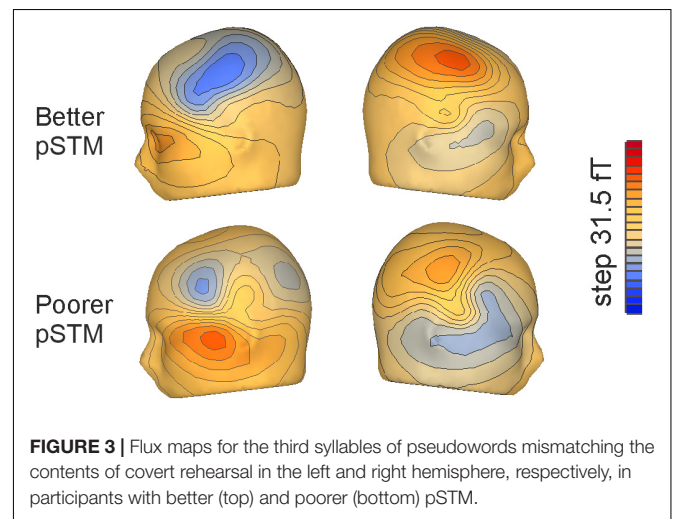 Better
pSTM
step 31.5 fT
Poorer
pSTM
FIGURE 3 | Flux maps for the third syllables of pseudowords mismatching the
contents of covert rehearsal in the left and right hemisphere, respectively, in
participants with better (top) and poorer (bottom) pSTM.